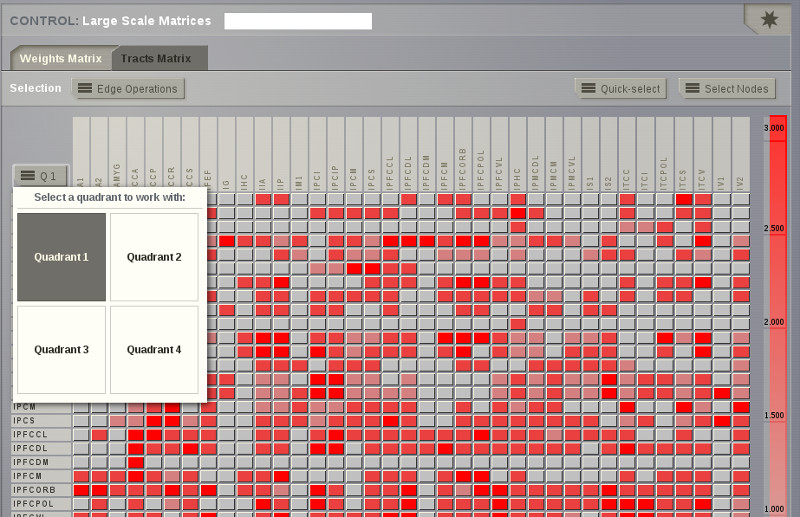 CONTROL: Large Scale Matrices
Weights Matrix
Tracts Matrix
Selection
Edge Operations
Quick-select
Select Nodes
Q 1
A1
A2
AMYG
CCA
CCP
CCR
CCS
FEF
IG
IHC
IIA
IIP
IM1
IPCI
IPCIP
IPCM
IPCS
IPFCCL
IPFCDL
IPFCDM
IPFCM
IPFCORB
IPFCPOL
IPFCVL
IPHC
IPMCDL
IPMCM
IPMCVL
IS1
IS2
ITCC
ITCI
ITCPOL
ITCS
ITCV
IV1
IV2
3.000
2.500
2.000
1.500
1.000
Select a quadrant to work with:
Quadrant 1
Quadrant 2
Quadrant 3
Quadrant 4
IPCM
IPCS
IPFCCL
IPFCDL
IPFCDM
IPFCM
IPFCORB
IPFCPOL
IPFCVL